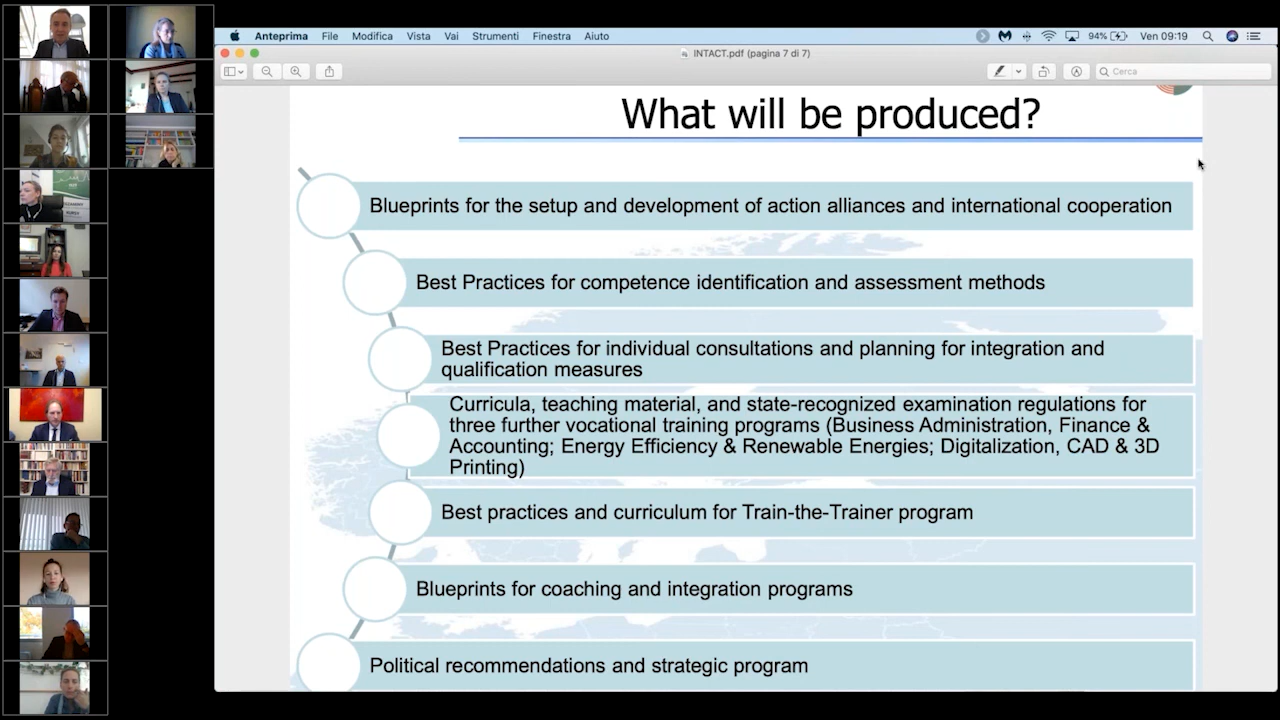 Anteprima File Modifica Vista Vai Strumenti Finestra Aiuto 94% Ven 09:19
INTACT.pdf (pagina 7 di 7)
Cerca
What will be produced?
Blueprints for the setup and development of action alliances and international cooperation
Best Practices for competence identification and assessment methods
Best Practices for individual consultations and planning for integration and
qualification measures
Curricula, teaching material, and state-recognized examination regulations for
three further vocational training programs (Business Administration, Finance &
Accounting; Energy Efficiency & Renewable Energies; Digitalization, CAD & 3D
Printing)
Best practices and curriculum for Train-the-Trainer program
Blueprints for coaching and integration programs
Political recommendations and strategic program